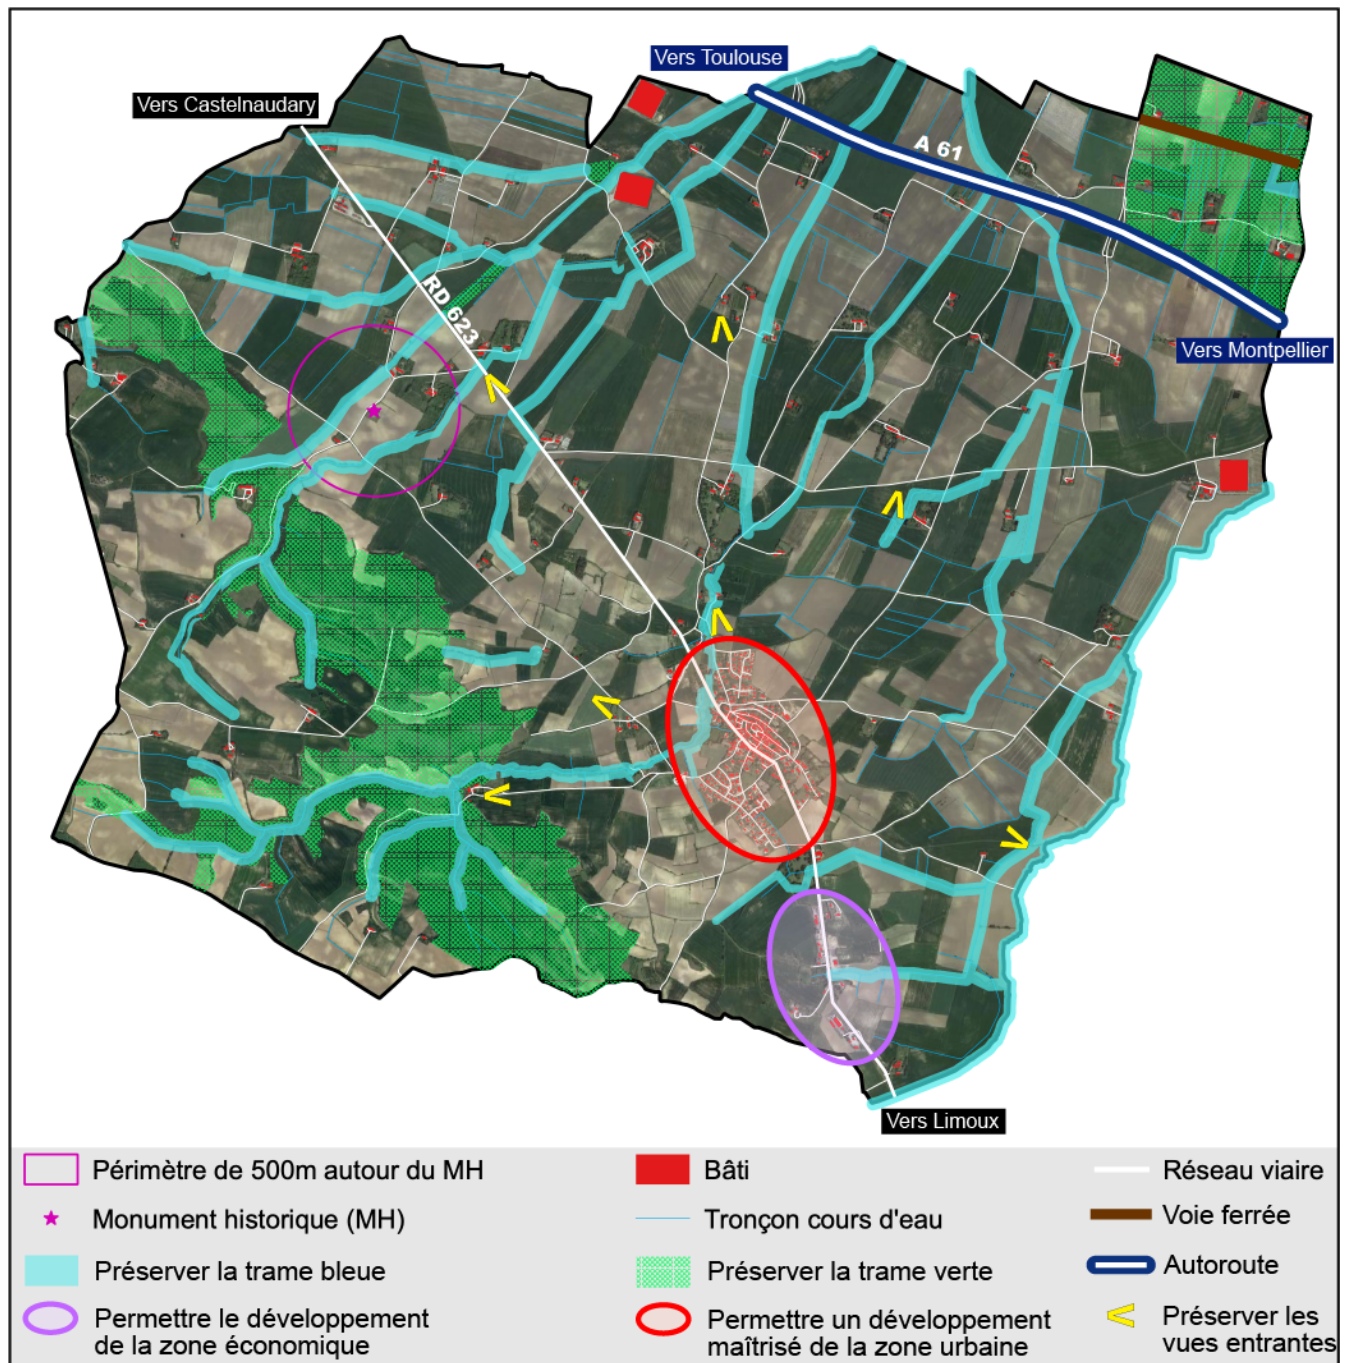 Vers Toulouse
Vers Castelnaudary
A 61
RD 623
Vers Montpellier
Vers Limoux
Périmètre de 500m autour du MH
Bâti
Réseau viaire
Monument historique (MH)
Tronçon cours d'eau
Voie ferrée
Préserver la trame bleue
Préserver la trame verte
Autoroute
Permettre le développement
de la zone économique
Permettre un développement
maîtrisé de la zone urbaine
Préserver les
vues entrantes